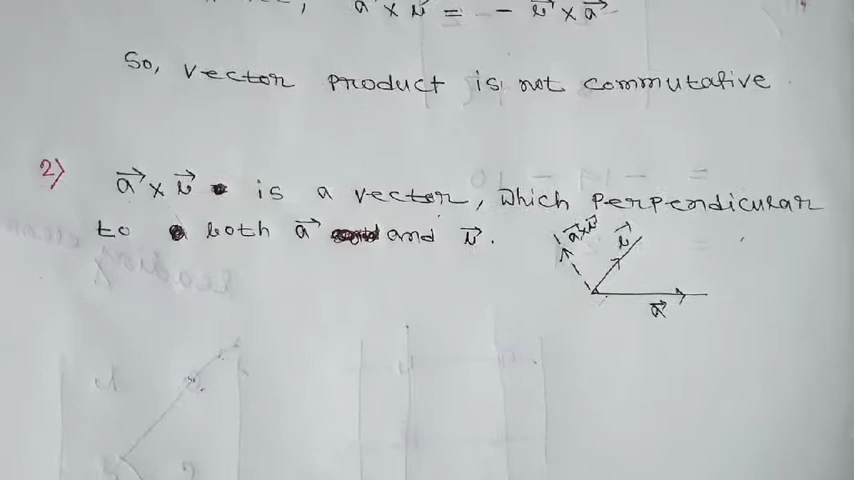 a⃗ × b⃗ = - b⃗ × a⃗
So, vector product is not commutative
2) a⃗ × b⃗ is a vector, which perpendicular
to both a⃗ and b⃗.
a⃗×b⃗
b⃗
a⃗